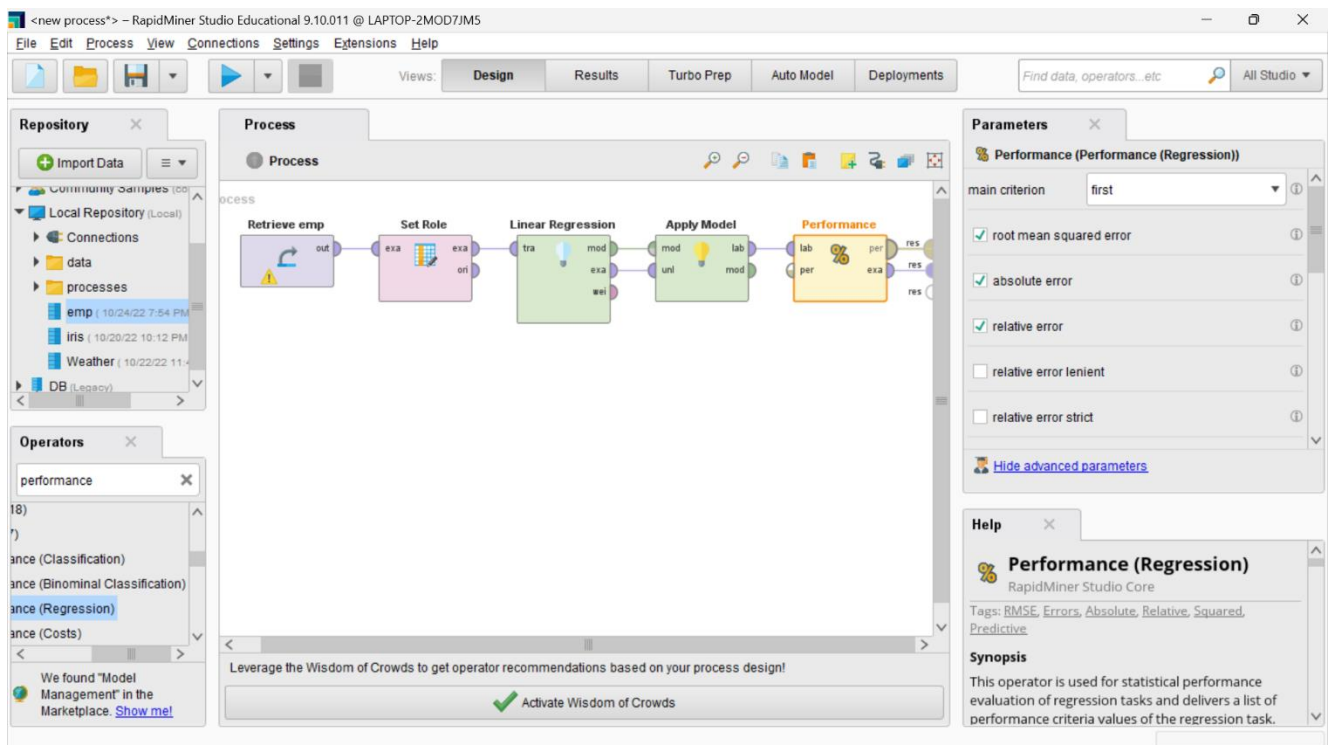 <new process*> – RapidMiner Studio Educational 9.10.011 @ LAPTOP-2MOD7JM5
File Edit Process View Connections Settings Extensions Help
Views: Design Results Turbo Prep Auto Model Deployments
Find data, operators...etc
All Studio
Repository
Import Data
Community Samples
Local Repository (Local)
Connections
data
processes
emp ( 10/24/22 7:54 PM
iris ( 10/20/22 10:12 PM
Weather ( 10/22/22 11:
DB (Legacy)
Operators
performance
18)
ance (Classification)
ance (Binominal Classification)
ance (Regression)
ance (Costs)
We found "Model
Management" in the
Marketplace. Show me!
Process
Process
ocess
Retrieve emp
out
Set Role
exa exa
ori
Linear Regression
tra mod
exa
wei
Apply Model
mod lab
unl mod
Performance
lab per
per exa
res
res
res
Leverage the Wisdom of Crowds to get operator recommendations based on your process design!
Activate Wisdom of Crowds
Parameters
Performance (Performance (Regression))
main criterion first
root mean squared error
absolute error
relative error
relative error lenient
relative error strict
Hide advanced parameters
Help
Performance (Regression)
RapidMiner Studio Core
Tags: RMSE, Errors, Absolute, Relative, Squared,
Predictive
Synopsis
This operator is used for statistical performance
evaluation of regression tasks and delivers a list of
performance criteria values of the regression task.